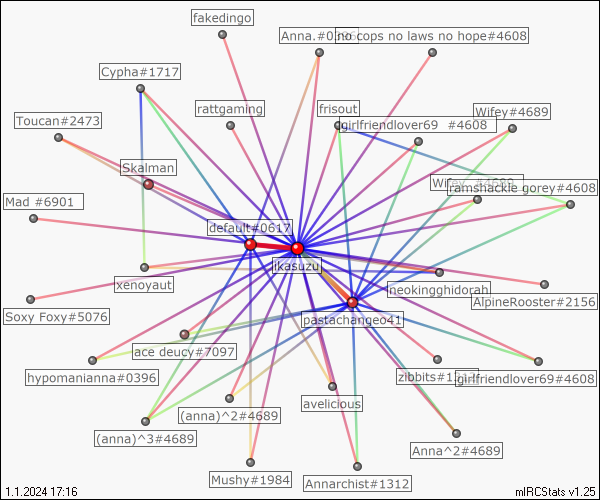 fakedingo
Anna.#0
no cops no laws no hope#4608
Cypha#1717
rattgaming
frisout
Wifey#4689
Toucan#2473
girlfriendlover69 #4608
Skaman
Wifey
ramshackle gorey#4608
Mad #6901
default#0617
jkasuzu
xenoyaut
neokingghidorah
AlpineRooster#2156
Soxy Foxy#5076
pastachangeo41
ace deucy#7097
hypomanianna#0396
zibbits#1
girlfriendlover69#4608
avelicious
(anna)^2#4689
(anna)^3#4689
Anna^2#4689
Mushy#1984
Annarchist#1312
1.1.2024 17:16
mIRCStats v1.25